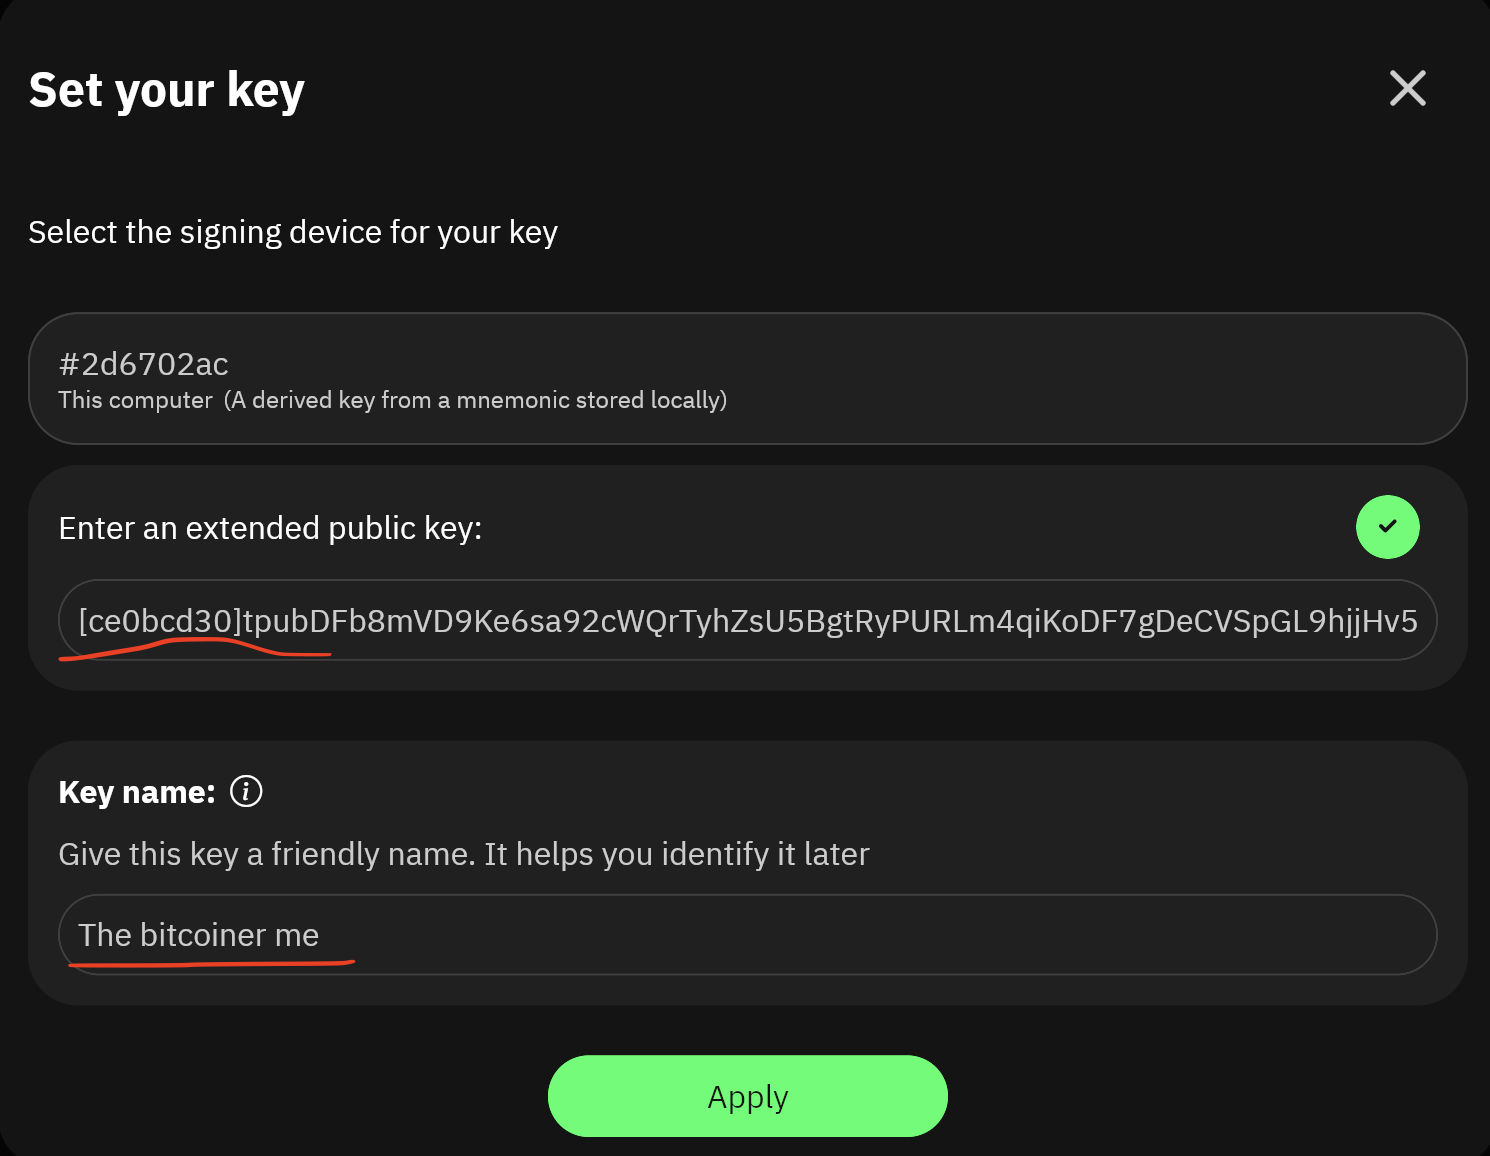 Set your key
Select the signing device for your key
#2d6702ac
This computer (A derived key from a mnemonic stored locally)
Enter an extended public key:
[ce0bcd30]tpubDFb8mVD9Ke6sa92cWQrTyhZsU5BgtRyPURLm4qiKoDF7gDeCVSpGL9hjjHv5
Key name:
Give this key a friendly name. It helps you identify it later
The bitcoiner me
Apply